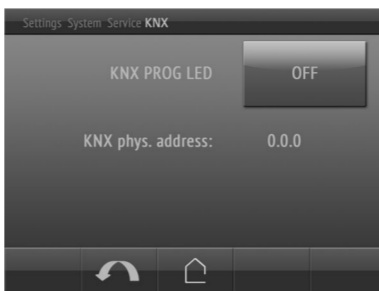 Settings System Service KNX
KNX PROG LED OFF
KNX phys. address: 0.0.0